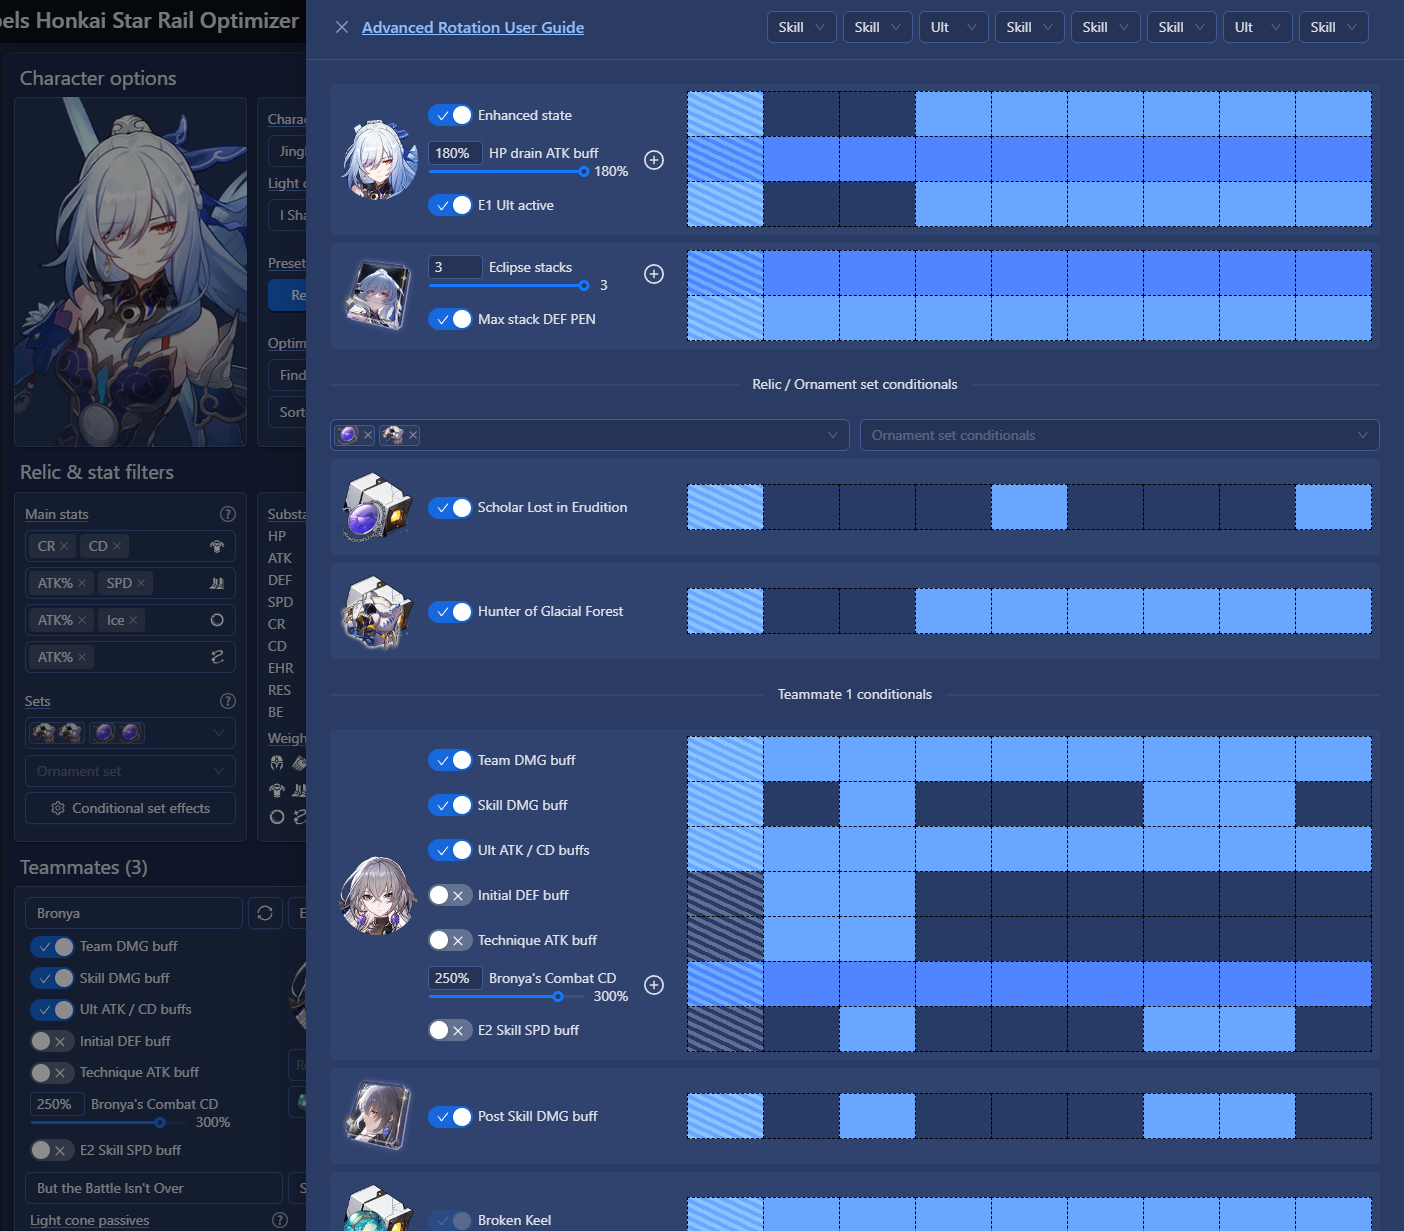 pels Honkai Star Rail Optimizer
Advanced Rotation User Guide
Skill
Skill
Ult
Skill
Skill
Skill
Ult
Skill
Character options
Charac
Jingl
Light c
I Sha
Preset
Re
Optim
Find
Sort
Enhanced state
180% HP drain ATK buff
180%
E1 Ult active
3 Eclipse stacks
3
Max stack DEF PEN
Relic / Ornament set conditionals
Ornament set conditionals
Scholar Lost in Erudition
Hunter of Glacial Forest
Relic & stat filters
Main stats
CR CD
ATK% SPD
ATK% Ice
ATK%
Sets
Ornament set
Conditional set effects
Substa
HP
ATK
DEF
SPD
CR
CD
EHR
RES
BE
Weigh
Teammate 1 conditionals
Team DMG buff
Skill DMG buff
Ult ATK / CD buffs
Initial DEF buff
Technique ATK buff
250% Bronya's Combat CD
300%
E2 Skill SPD buff
Post Skill DMG buff
Broken Keel
Teammates (3)
Bronya
E
Team DMG buff
Skill DMG buff
Ult ATK / CD buffs
Initial DEF buff
Technique ATK buff
250% Bronya's Combat CD
300%
E2 Skill SPD buff
But the Battle Isn't Over
S
Light cone passives